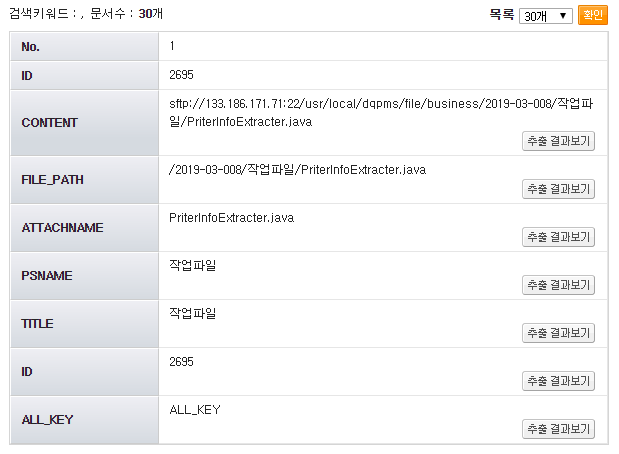 검색키워드 : , 문서수 : 30개
목록 30개 ▼ 확인
No. 1
ID 2695
CONTENT sftp://133.186.171.71:22/usr/local/dqpms/file/business/2019-03-008/작업파
일/PriterInfoExtracter.java
추출 결과보기
FILE_PATH /2019-03-008/작업파일/PriterInfoExtracter.java
추출 결과보기
ATTACHNAME PriterInfoExtracter.java
추출 결과보기
PSNAME 작업파일
추출 결과보기
TITLE 작업파일
추출 결과보기
ID 2695
추출 결과보기
ALL_KEY ALL_KEY
추출 결과보기